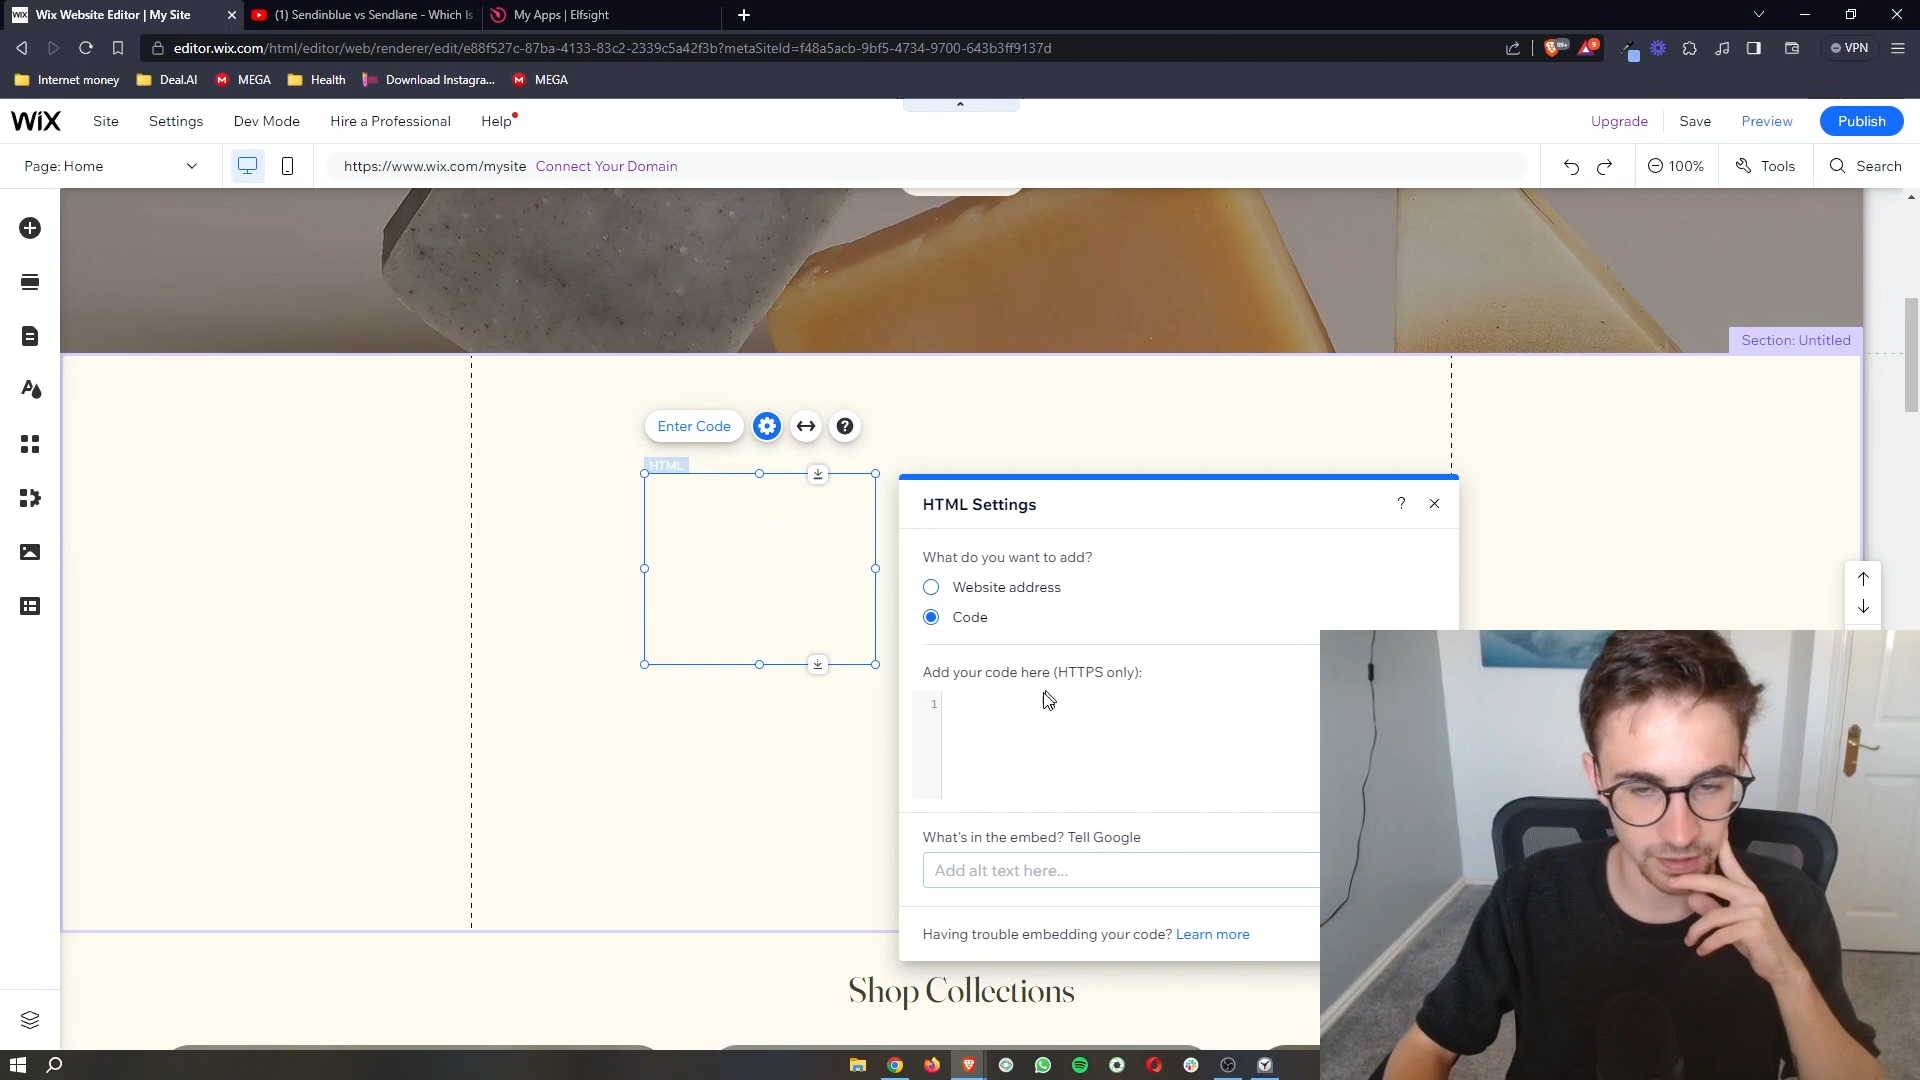 Wix Website Editor | My Site
(1) Sendinblue vs Sendlane - Which Is
My Apps | Elfsight
editor.wix.com/html/editor/web/renderer/edit/e88f527c-87ba-4133-83c2-2339c5a42f3b?metaSiteId=f48a5acb-9bf5-4734-9700-643b3ff9137d
VPN
Internet money
Deal.AI
MEGA
Health
Download Instagra...
MEGA
WiX
Site
Settings
Dev Mode
Hire a Professional
Help
Upgrade
Save
Preview
Publish
Page: Home
https://www.wix.com/mysite Connect Your Domain
100%
Tools
Search
Section: Untitled
Enter Code
HTML
HTML Settings
What do you want to add?
Website address
Code
Add your code here (HTTPS only):
1
What's in the embed? Tell Google
Add alt text here...
Having trouble embedding your code? Learn more
Shop Collections